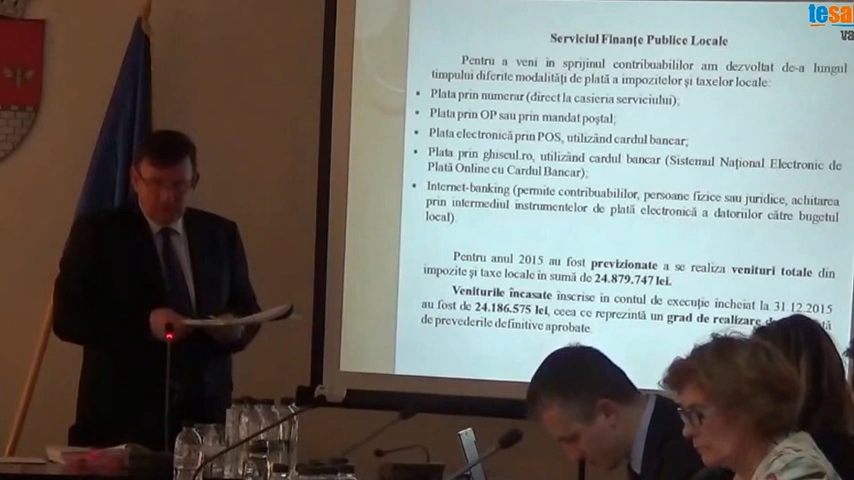 tesa
va
Serviciul Finanțe Publice Locale
Pentru a veni în sprijinul contribuabililor am dezvoltat de-a lungul
timpului diferite modalități de plată a impozitelor și taxelor locale:
• Plata prin numerar (direct la casieria serviciului);
• Plata prin OP sau prin mandat poștal;
• Plata electronică prin POS, utilizând cardul bancar;
• Plata prin ghiseul.ro, utilizând cardul bancar (Sistemul Național Electronic de
Plată Online cu Cardul Bancar);
• Internet-banking (permite contribuabililor, persoane fizice sau juridice, achitarea
prin intermediul instrumentelor de plată electronică a datoriilor către bugetul
local).
Pentru anul 2015 au fost previzionate a se realiza venituri totale din
impozite și taxe locale în sumă de 24.879.747 lei.
Veniturile încasate înscrise în contul de execuție încheiat la 31.12.2015
au fost de 24.186.575 lei, ceea ce reprezintă un grad de realizare
de prevederile definitive aprobate.